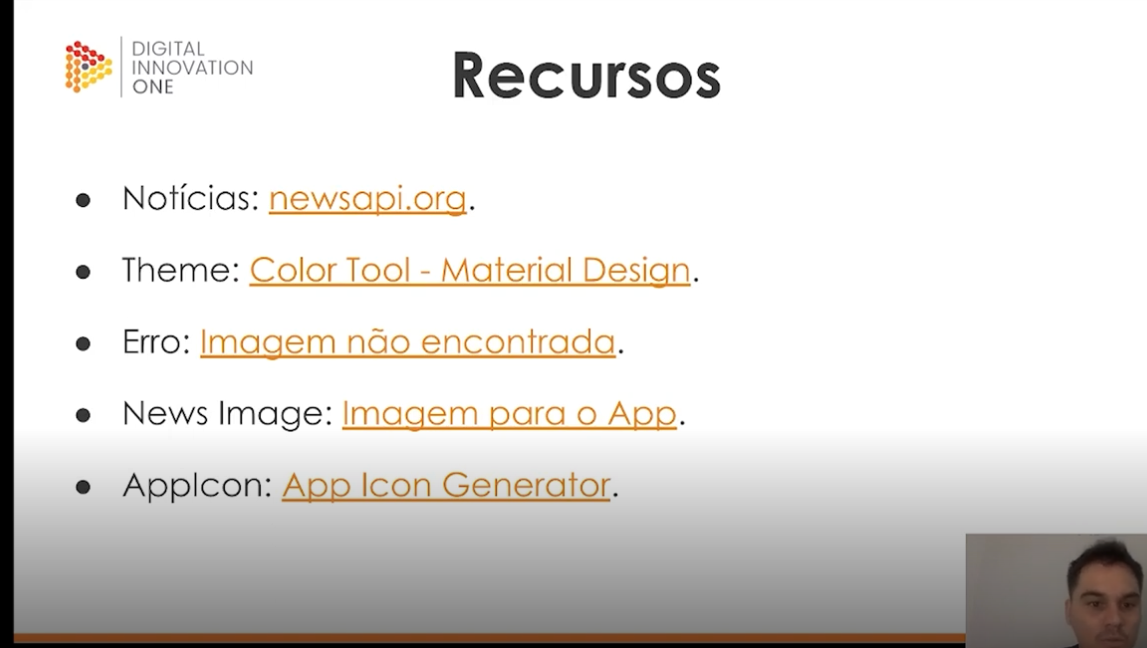 DIGITAL
INNOVATION
ONE
Recursos
● Notícias: newsapi.org.
● Theme: Color Tool - Material Design.
● Erro: Imagem não encontrada.
● News Image: Imagem para o App.
● AppIcon: App Icon Generator.